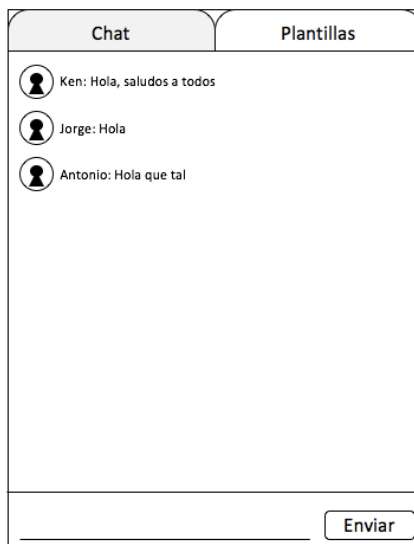 Chat
Plantillas
Ken: Hola, saludos a todos
Jorge: Hola
Antonio: Hola que tal
Enviar